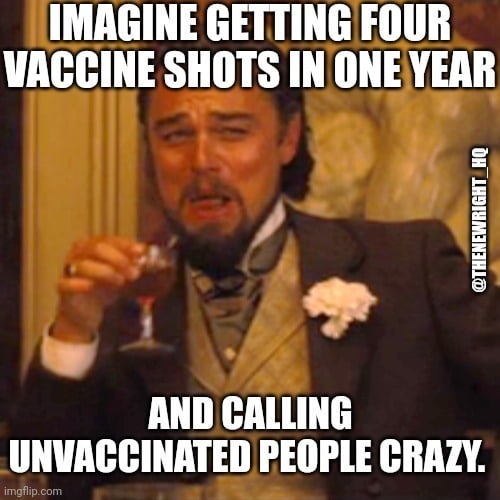 IMAGINE GETTING FOUR
VACCINE SHOTS IN ONE YEAR
@THENEWRIGHT_HQ
AND CALLING
UNVACCINATED PEOPLE CRAZY.
imgflip.com